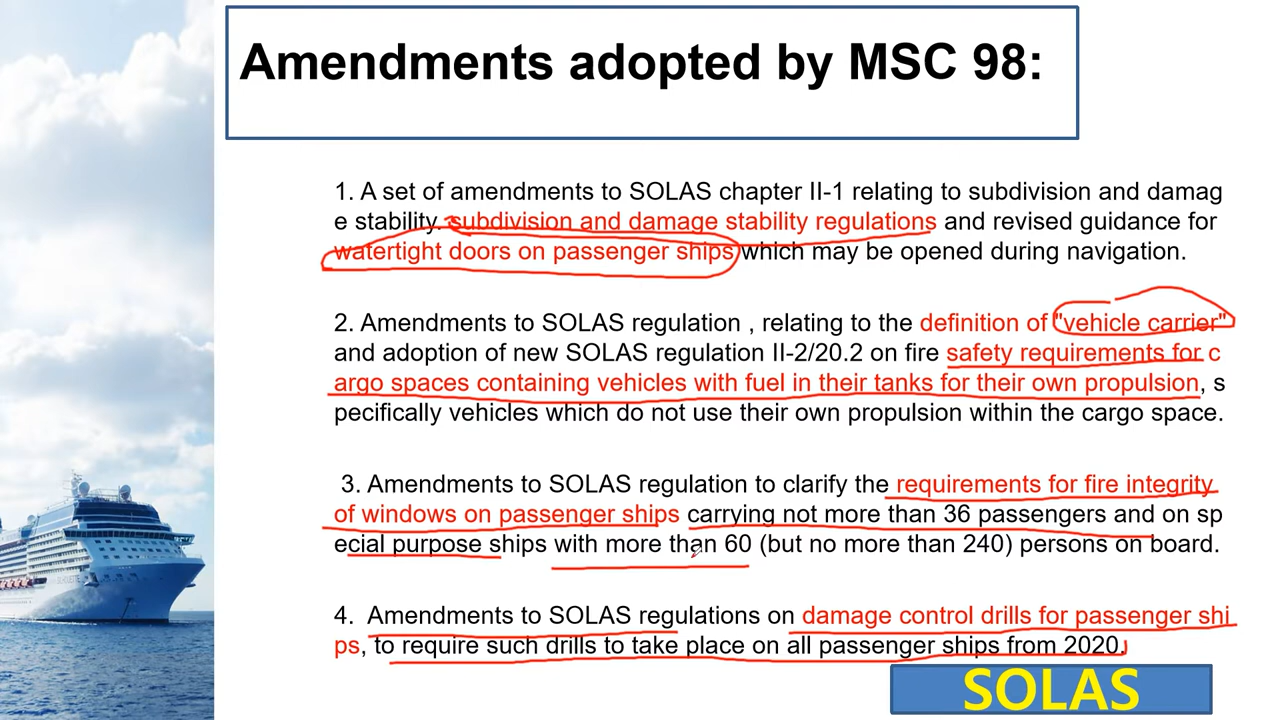 Amendments adopted by MSC 98:
1. A set of amendments to SOLAS chapter II-1 relating to subdivision and damag
e stability. subdivision and damage stability regulations and revised guidance for
watertight doors on passenger ships which may be opened during navigation.
2. Amendments to SOLAS regulation , relating to the definition of "vehicle carrier"
and adoption of new SOLAS regulation II-2/20.2 on fire safety requirements for c
argo spaces containing vehicles with fuel in their tanks for their own propulsion, s
pecifically vehicles which do not use their own propulsion within the cargo space.
3. Amendments to SOLAS regulation to clarify the requirements for fire integrity
of windows on passenger ships carrying not more than 36 passengers and on sp
ecial purpose ships with more than 60 (but no more than 240) persons on board.
4. Amendments to SOLAS regulations on damage control drills for passenger shi
ps, to require such drills to take place on all passenger ships from 2020.
SOLAS